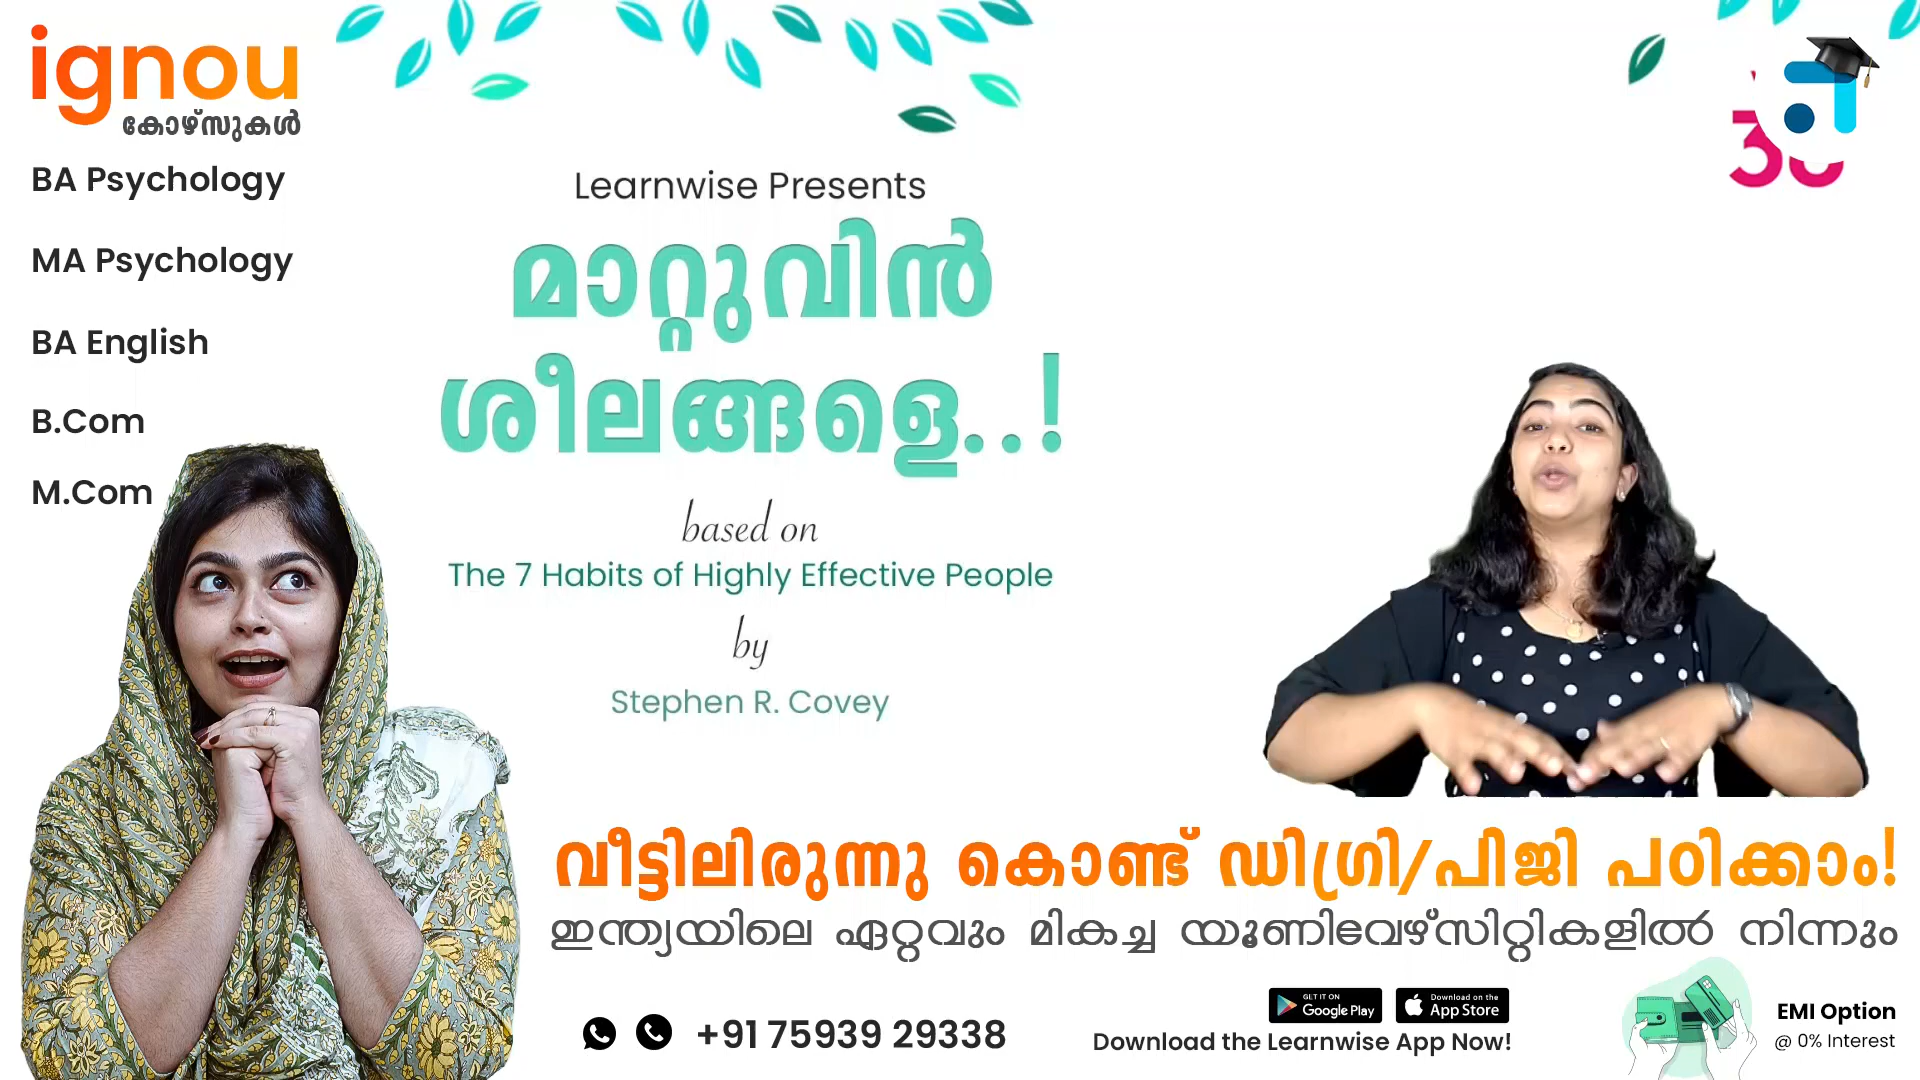 ignou
കോഴ്സുകൾ
BA Psychology
MA Psychology
BA English
B.Com
M.Com
Learnwise Presents
മാറ്റുവിൻ
ശീലങ്ങളെ..!
based on
The 7 Habits of Highly Effective People
by
Stephen R. Covey
വീട്ടിലിരുന്നു കൊണ്ട് ഡിഗ്രി/പിജി പഠിക്കാം!
ഇന്ത്യയിലെ ഏറ്റവും മികച്ച യൂണിവേഴ്സിറ്റികളിൽ നിന്നും
+91 75939 29338
GET IT ON
Google Play
Download on the
App Store
Download the Learnwise App Now!
EMI Option
@ 0% Interest